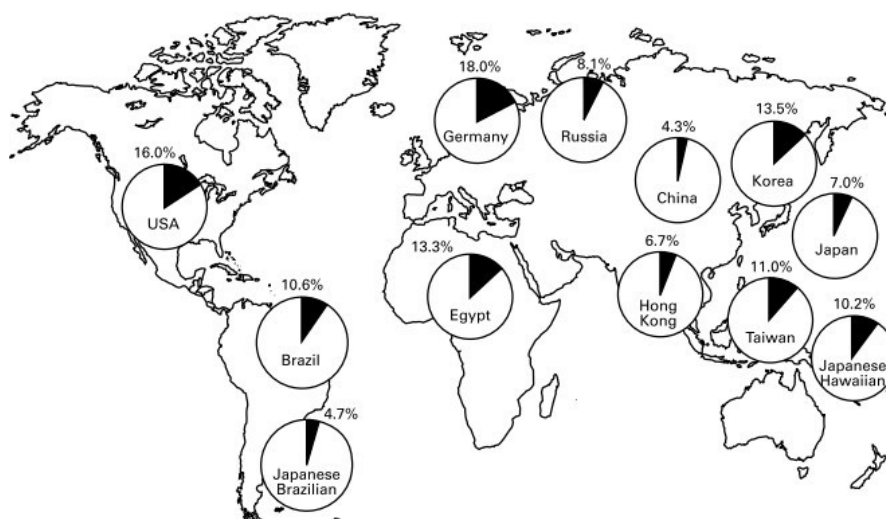 18.0%
Germany
8.1%
Russia
4.3%
China
13.5%
Korea
16.0%
USA
7.0%
Japan
13.3%
Egypt
6.7%
Hong
Kong
11.0%
Taiwan
10.2%
Japanese
Hawaiian
10.6%
Brazil
4.7%
Japanese
Brazilian